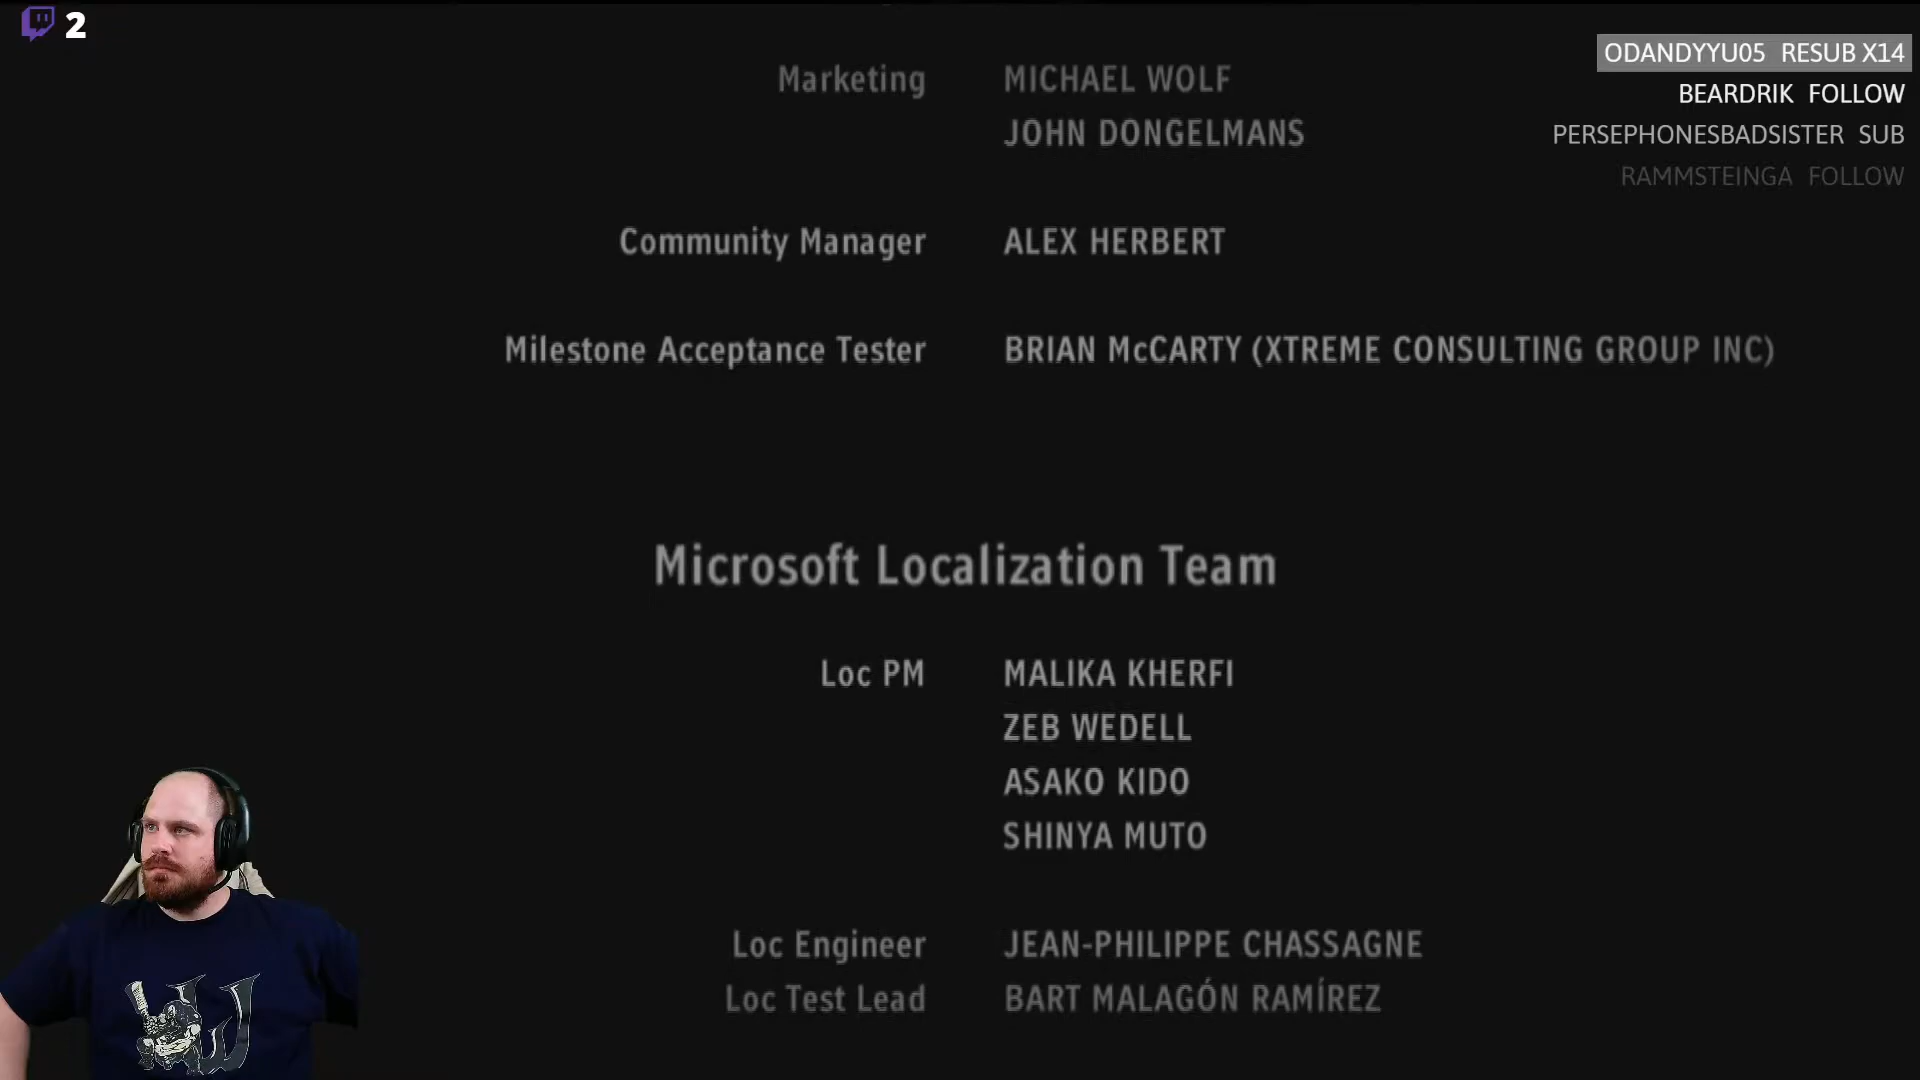 2
ODANDYYU05 RESUB X14
BEARDRIK FOLLOW
PERSEPHONESBADSISTER SUB
RAMMSTEINGA FOLLOW
Marketing MICHAEL WOLF
JOHN DONGELMANS
Community Manager ALEX HERBERT
Milestone Acceptance Tester BRIAN McCARTY (XTREME CONSULTING GROUP INC)
Microsoft Localization Team
Loc PM MALIKA KHERFI
ZEB WEDELL
ASAKO KIDO
SHINYA MUTO
Loc Engineer JEAN-PHILIPPE CHASSAGNE
Loc Test Lead BART MALAGÓN RAMÍREZ